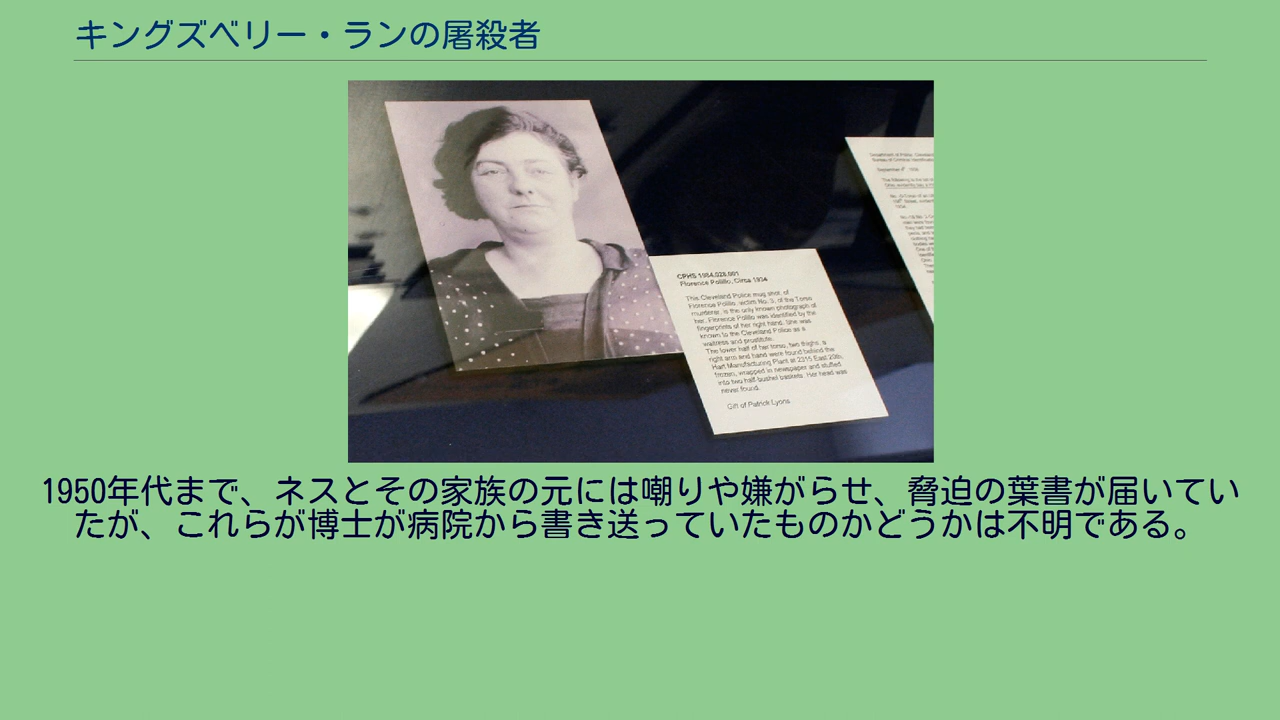 キングズベリー・ランの屠殺者
CPHS 1984.028.001
Florence Polillo, Circa 1934
This Cleveland Police mug shot, of
Florence Polillo, victim No. 3, of the Torso
murderer, is the only known photograph of
her. Florence Polillo was identified by the
fingerprints of her right hand. She was
known to the Cleveland Police as a
waitress and prostitute.
The lower half of her torso, two thighs, a
right arm and hand were found behind the
Hart Manufacturing Plant at 2315 East 20th,
frozen, wrapped in newspaper and stuffed
into two half-bushel baskets. Her head was
never found.
Gift of Patrick Lyons
1950年代まで、ネスとその家族の元には嘲りや嫌がらせ、脅迫の葉書が届いてい
たが、これらが博士が病院から書き送っていたものかどうかは不明である。